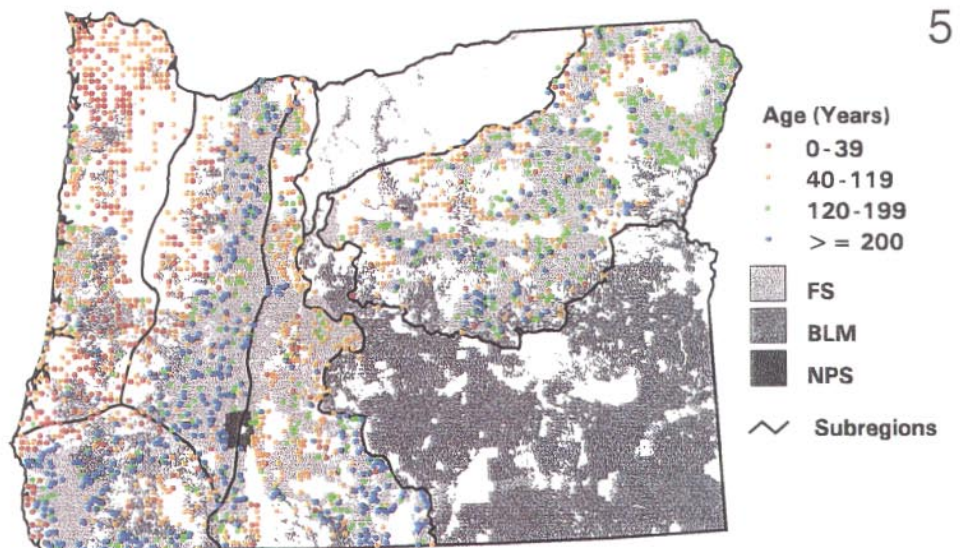 5
Age (Years)
0-39
40-119
120-199
> = 200
FS
BLM
NPS
Subregions